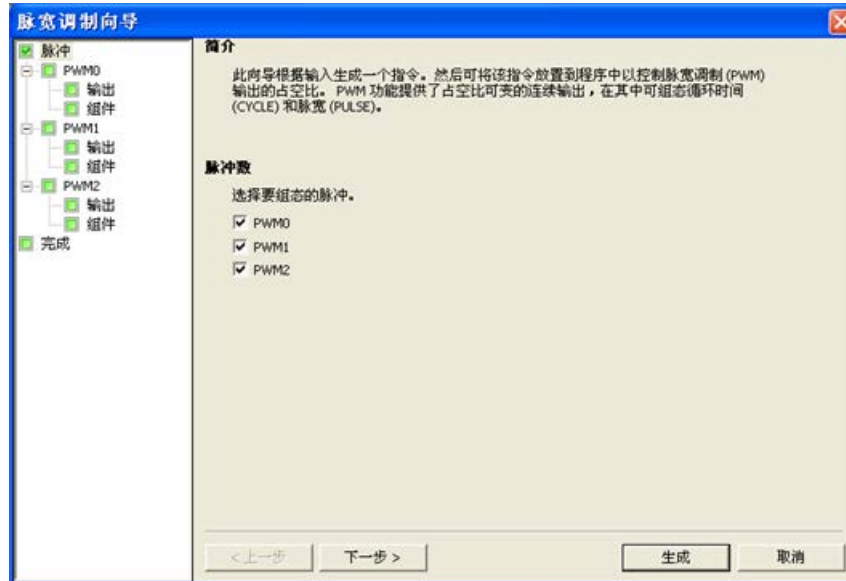 脉宽调制向导
脉冲
PWM0
输出
组件
PWM1
输出
组件
PWM2
输出
组件
完成
简介
此向导根据输入生成一个指令。然后可将该指令放置到程序中以控制脉宽调制 (PWM)
输出的占空比。 PWM 功能提供了占空比可变的连续输出，在其中可组态循环时间
(CYCLE) 和脉宽 (PULSE)。
脉冲数
选择要组态的脉冲。
PWM0
PWM1
PWM2
<上一步
下一步 >
生成
取消